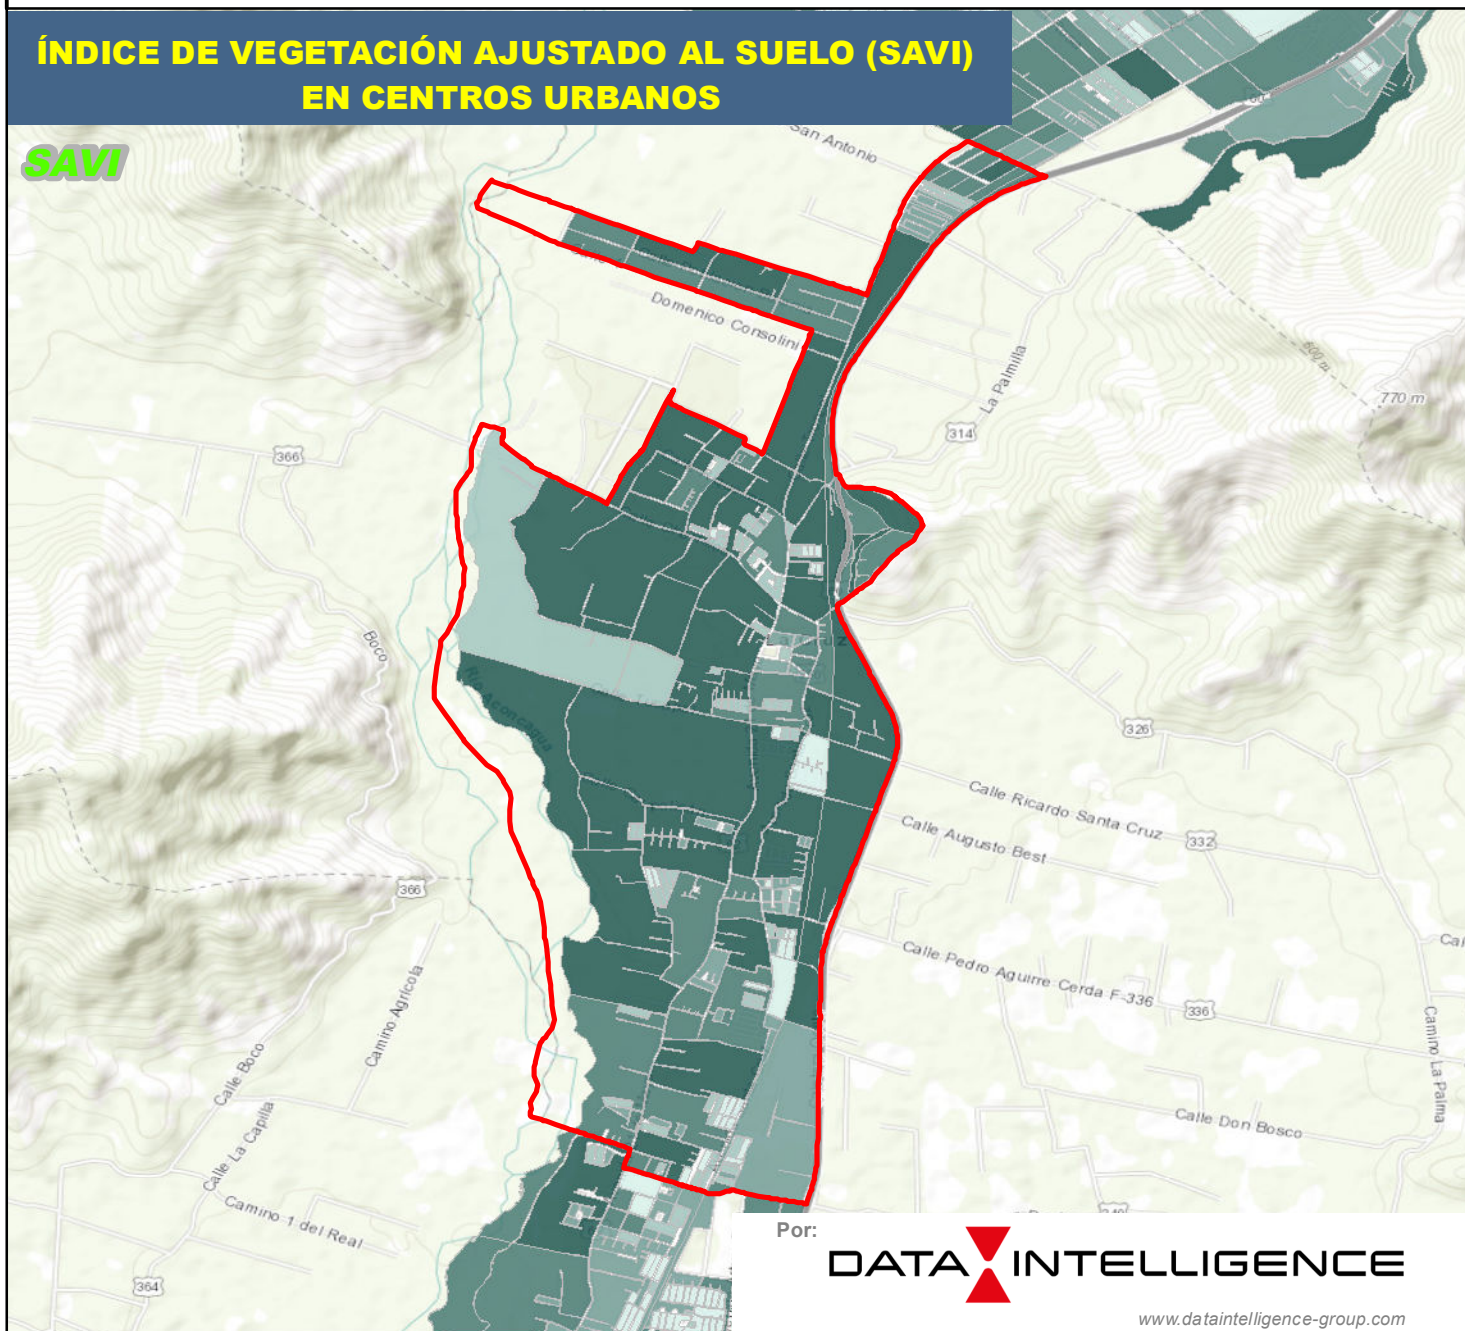 ÍNDICE DE VEGETACIÓN AJUSTADO AL SUELO (SAVI)
EN CENTROS URBANOS
SAVI
San Antonio
Domenico Consolini
La Palmilla
600 m
770 m
314
366
Boco
Río Aconcagua
326
Calle Ricardo Santa Cruz
332
Calle Augusto Best
366
Calle Pedro Aguirre Cerda F-336
336
Camino Agrícola
Camino La Palma
Calle Boco
Calle Don Bosco
Calle La Capilla
Camino 1 del Real
364
Por:
DATA INTELLIGENCE
www.dataintelligence-group.com